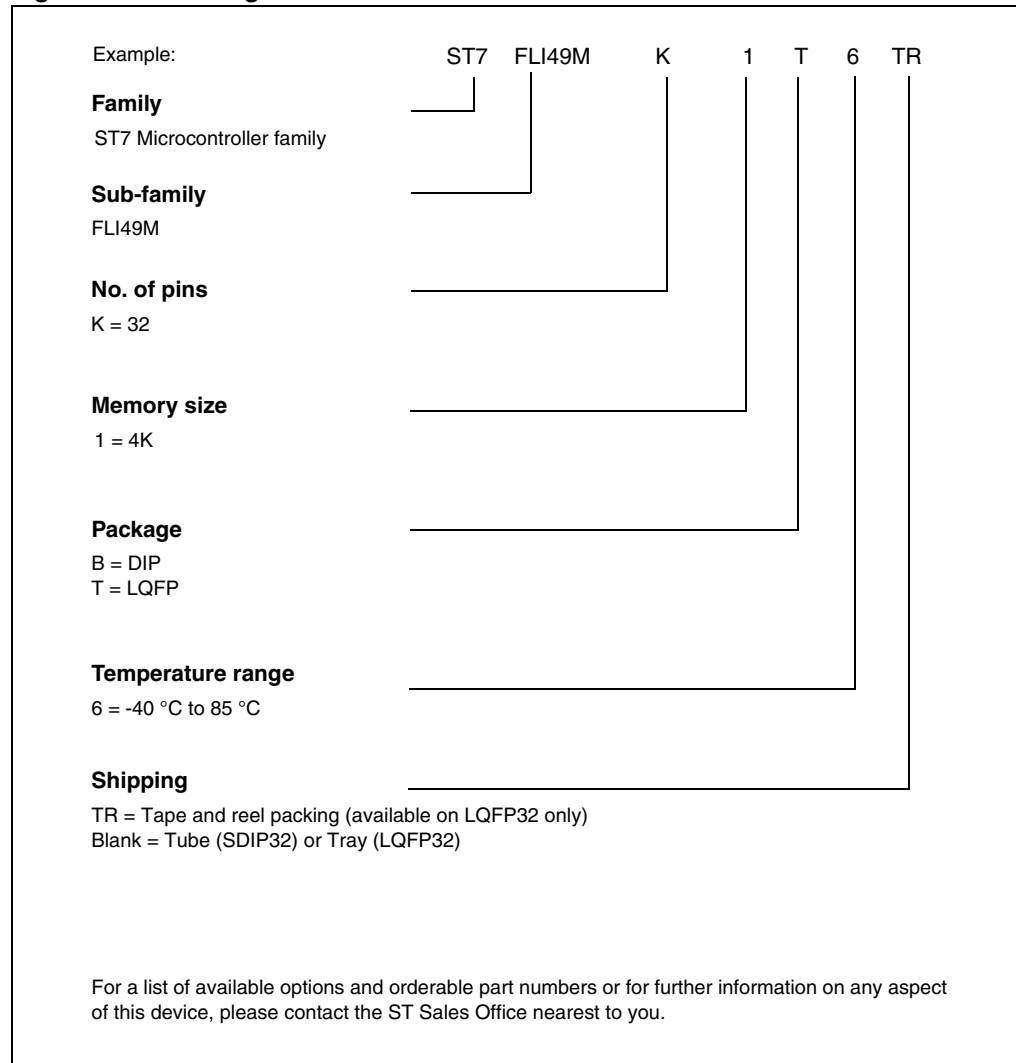 Example: ST7 FLI49M K 1 T 6 TR
Family
ST7 Microcontroller family
Sub-family
FLI49M
No. of pins
K = 32
Memory size
1 = 4K
Package
B = DIP
T = LQFP
Temperature range
6 = -40 °C to 85 °C
Shipping
TR = Tape and reel packing (available on LQFP32 only)
Blank = Tube (SDIP32) or Tray (LQFP32)
For a list of available options and orderable part numbers or for further information on any aspect
of this device, please contact the ST Sales Office nearest to you.